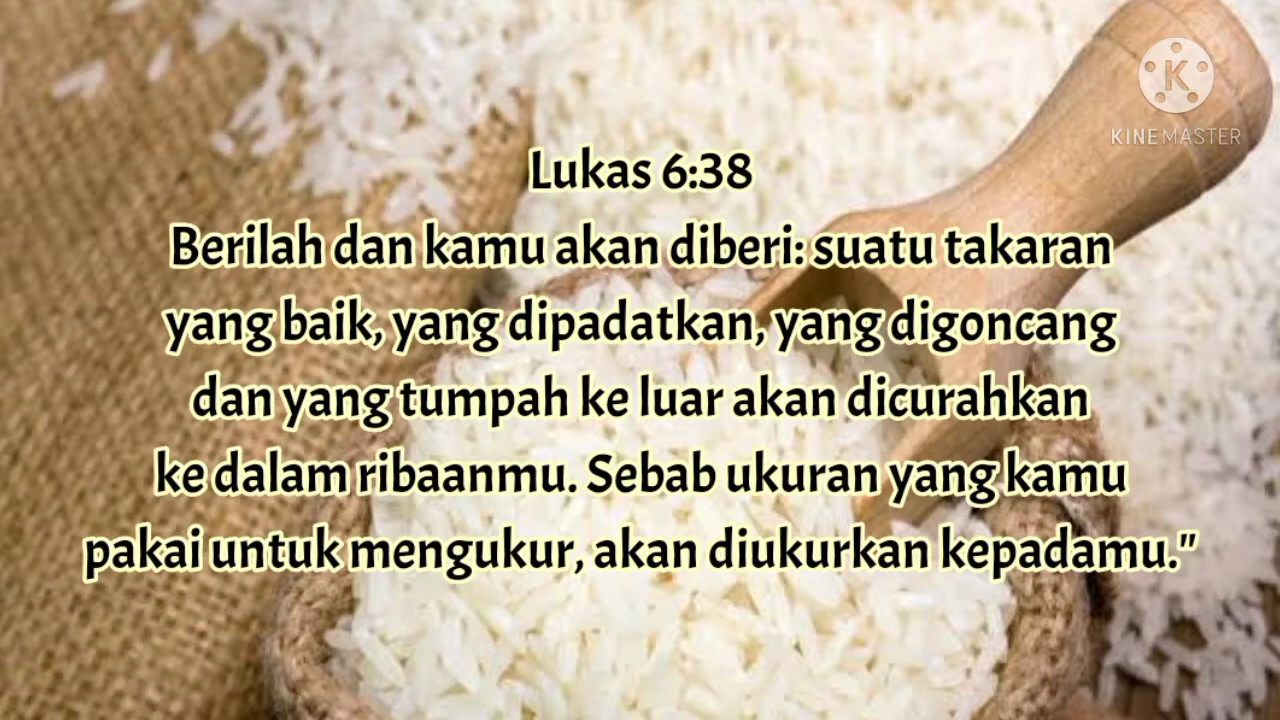 KINEMASTER
Lukas 6:38
Berilah dan kamu akan diberi: suatu takaran
yang baik, yang dipadatkan, yang digoncang
dan yang tumpah ke luar akan dicurahkan
ke dalam ribaanmu. Sebab ukuran yang kamu
pakai untuk mengukur, akan diukurkan kepadamu."